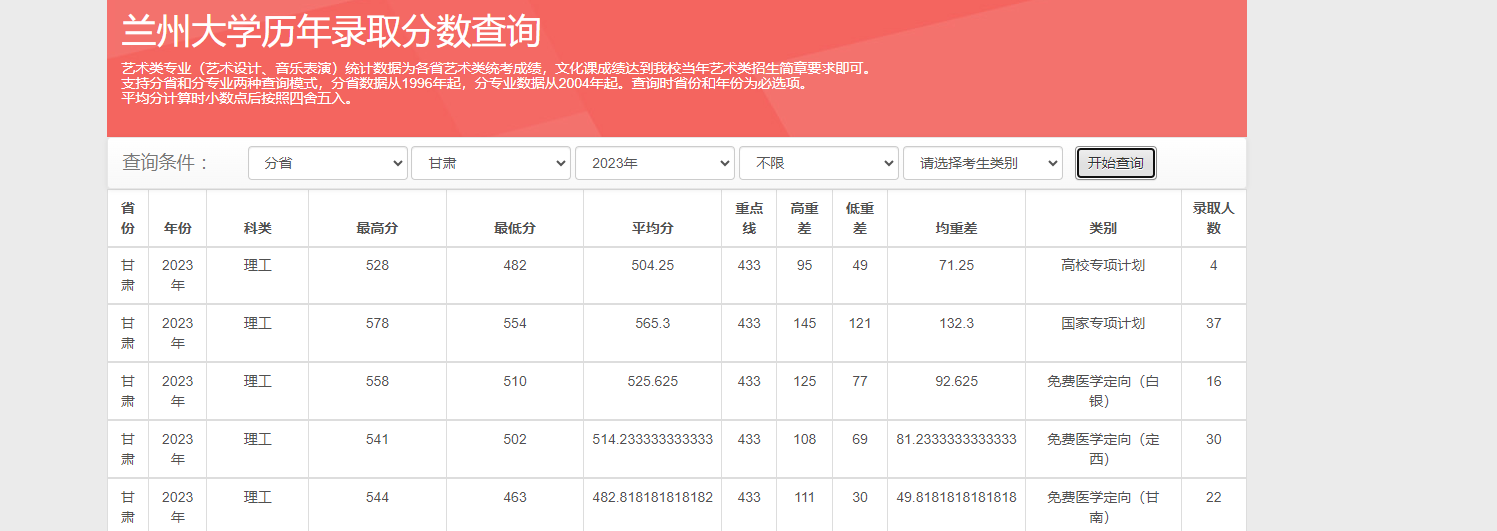 兰州大学历年录取分数查询
艺术类专业（艺术设计、音乐表演）统计数据为各省艺术类统考成绩，文化课成绩达到我校当年艺术类招生简章要求即可。
支持分省和分专业两种查询模式，分省数据从1996年起，分专业数据从2004年起。查询时省份和年份为必选项。
平均分计算时小数点后按照四舍五入。
查询条件： 分省 甘肃 2023年 不限 请选择考生类别 开始查询
省份 年份 科类 最高分 最低分 平均分 重点线 高重差 低重差 均重差 类别 录取人数
甘肃 2023年 理工 528 482 504.25 433 95 49 71.25 高校专项计划 4
甘肃 2023年 理工 578 554 565.3 433 145 121 132.3 国家专项计划 37
甘肃 2023年 理工 558 510 525.625 433 125 77 92.625 免费医学定向（白银） 16
甘肃 2023年 理工 541 502 514.233333333333 433 108 69 81.2333333333333 免费医学定向（定西） 30
甘肃 2023年 理工 544 463 482.818181818182 433 111 30 49.8181818181818 免费医学定向（甘南） 22